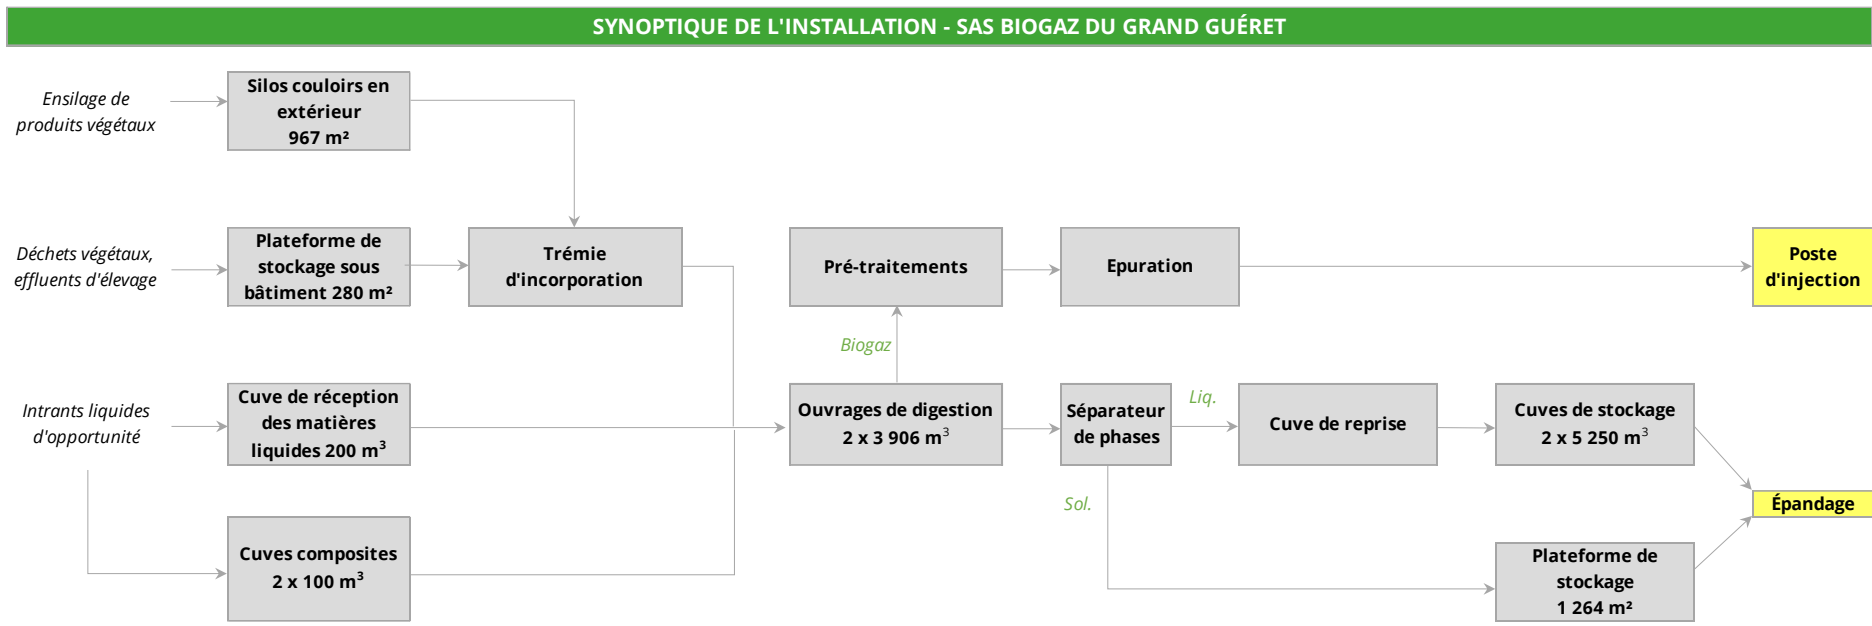 SYNOPTIQUE DE L'INSTALLATION - SAS BIOGAZ DU GRAND GUÉRET
Ensilage de
produits végétaux
Silos couloirs en
extérieur
967 m²
Déchets végétaux,
effluents d'élevage
Plateforme de
stockage sous
bâtiment 280 m²
Trémie
d'incorporation
Pré-traitements
Epuration
Poste
d'injection
Biogaz
Intrants liquides
d'opportunité
Cuve de réception
des matières
liquides 200 m³
Ouvrages de digestion
2 x 3 906 m³
Séparateur
de phases
Liq.
Cuve de reprise
Cuves de stockage
2 x 5 250 m³
Sol.
Épandage
Cuves composites
2 x 100 m³
Plateforme de
stockage
1 264 m²